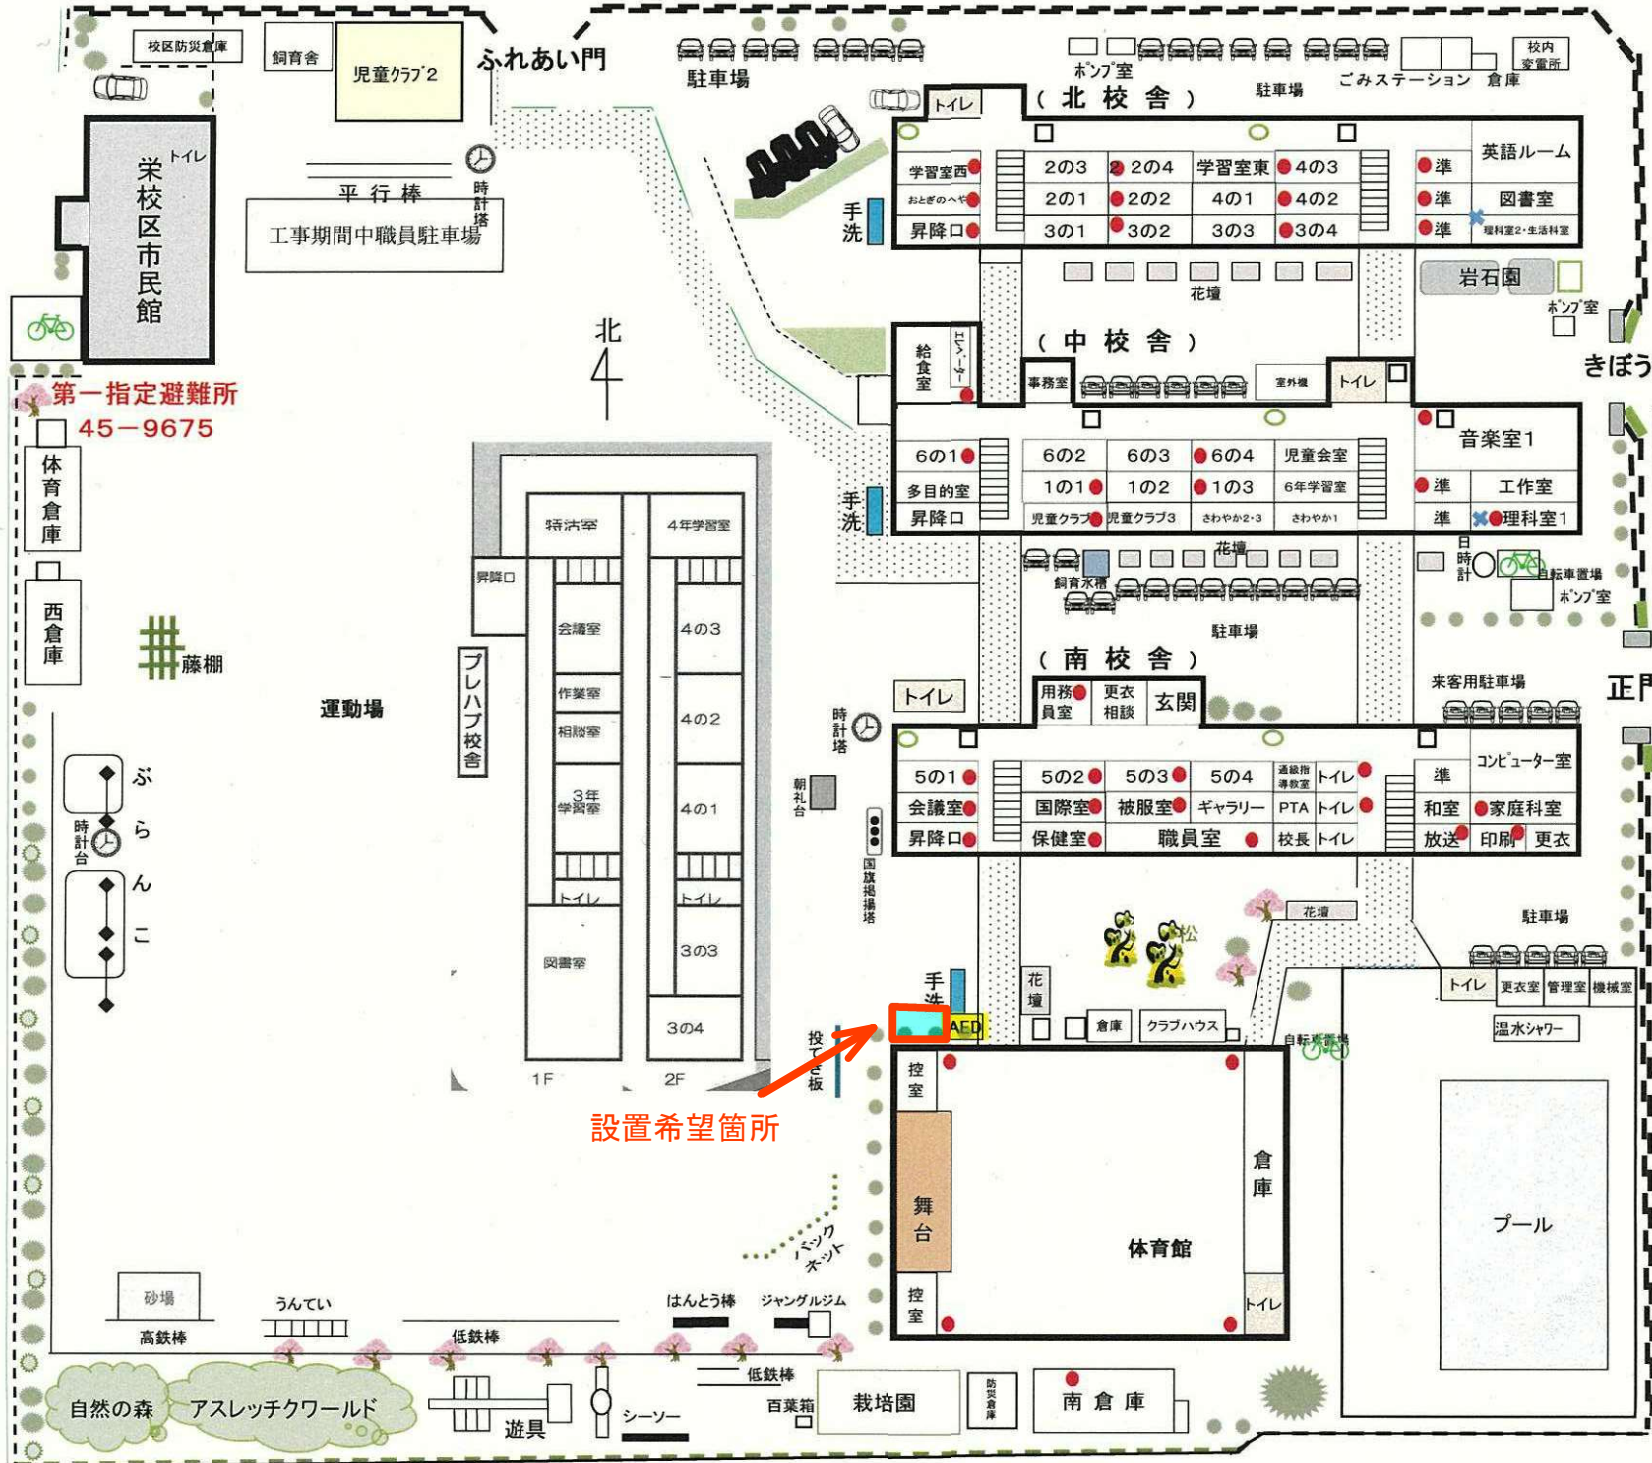 校区防災倉庫
飼育舎
児童クラブ2
ふれあい門
駐車場
ポンプ室
駐車場
ごみステーション
倉庫
校内
変電所
トイレ
(北校舎)
栄校区市民館
トイレ
平行棒
時計塔
工事期間中職員駐車場
手洗
学習室西
2の3
2の4
学習室東
4の3
準
英語ルーム
おとぎのへや
2の1
2の2
4の1
4の2
準
図書室
昇降口
3の1
3の2
3の3
3の4
準
理科室2・生活科室
花壇
岩石園
ポンプ室
北
(中校舎)
給食室
エレベーター
事務室
室外機
トイレ
きぼう
第一指定避難所
45-9675
体育倉庫
西倉庫
藤棚
運動場
手洗
6の1
6の2
6の3
6の4
児童会室
音楽室1
多目的室
1の1
1の2
1の3
6年学習室
準
工作室
昇降口
児童クラブ
児童クラブ3
さわやか2・3
さわやか1
準
理科室1
花壇
飼育水槽
日時計
自転車置場
ポンプ室
駐車場
特活室
4年学習室
昇降口
会議室
4の3
プレハブ校舎
作業室
相談室
4の2
3年
学習室
4の1
トイレ
トイレ
図書室
3の3
3の4
1F
2F
(南校舎)
トイレ
用務
員室
更衣
相談
玄関
来客用駐車場
正門
時計塔
朝礼台
国旗掲揚塔
5の1
5の2
5の3
5の4
通級指
導教室
トイレ
準
コンピューター室
会議室
国際室
被服室
ギャラリー
PTA
トイレ
和室
家庭科室
昇降口
保健室
職員室
校長
トイレ
放送
印刷
更衣
ぶらんこ
時計台
花壇
松
駐車場
手洗
花壇
AED
倉庫
クラブハウス
自転車置場
トイレ
更衣室
管理室
機械室
温水シャワー
投てき板
設置希望箇所
控室
舞台
控室
体育館
倉庫
トイレ
プール
バックネット
砂場
高鉄棒
うんてい
低鉄棒
はんとう棒
ジャングルジム
自然の森
アスレッチクワールド
遊具
シーソー
低鉄棒
百葉箱
栽培園
防災倉庫
南倉庫